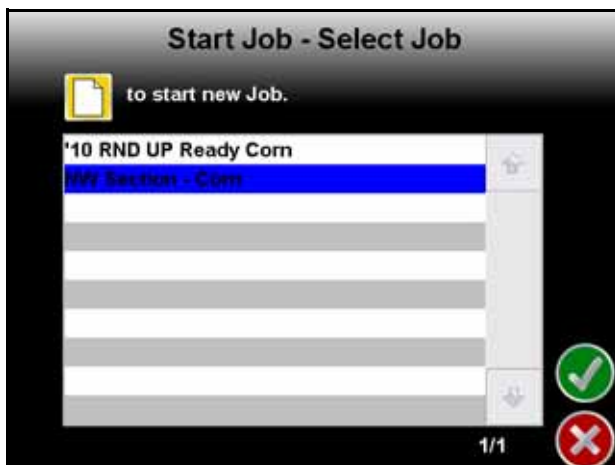 Start Job - Select Job
to start new Job.
'10 RND UP Ready Corn
NW Section - Corn
1/1